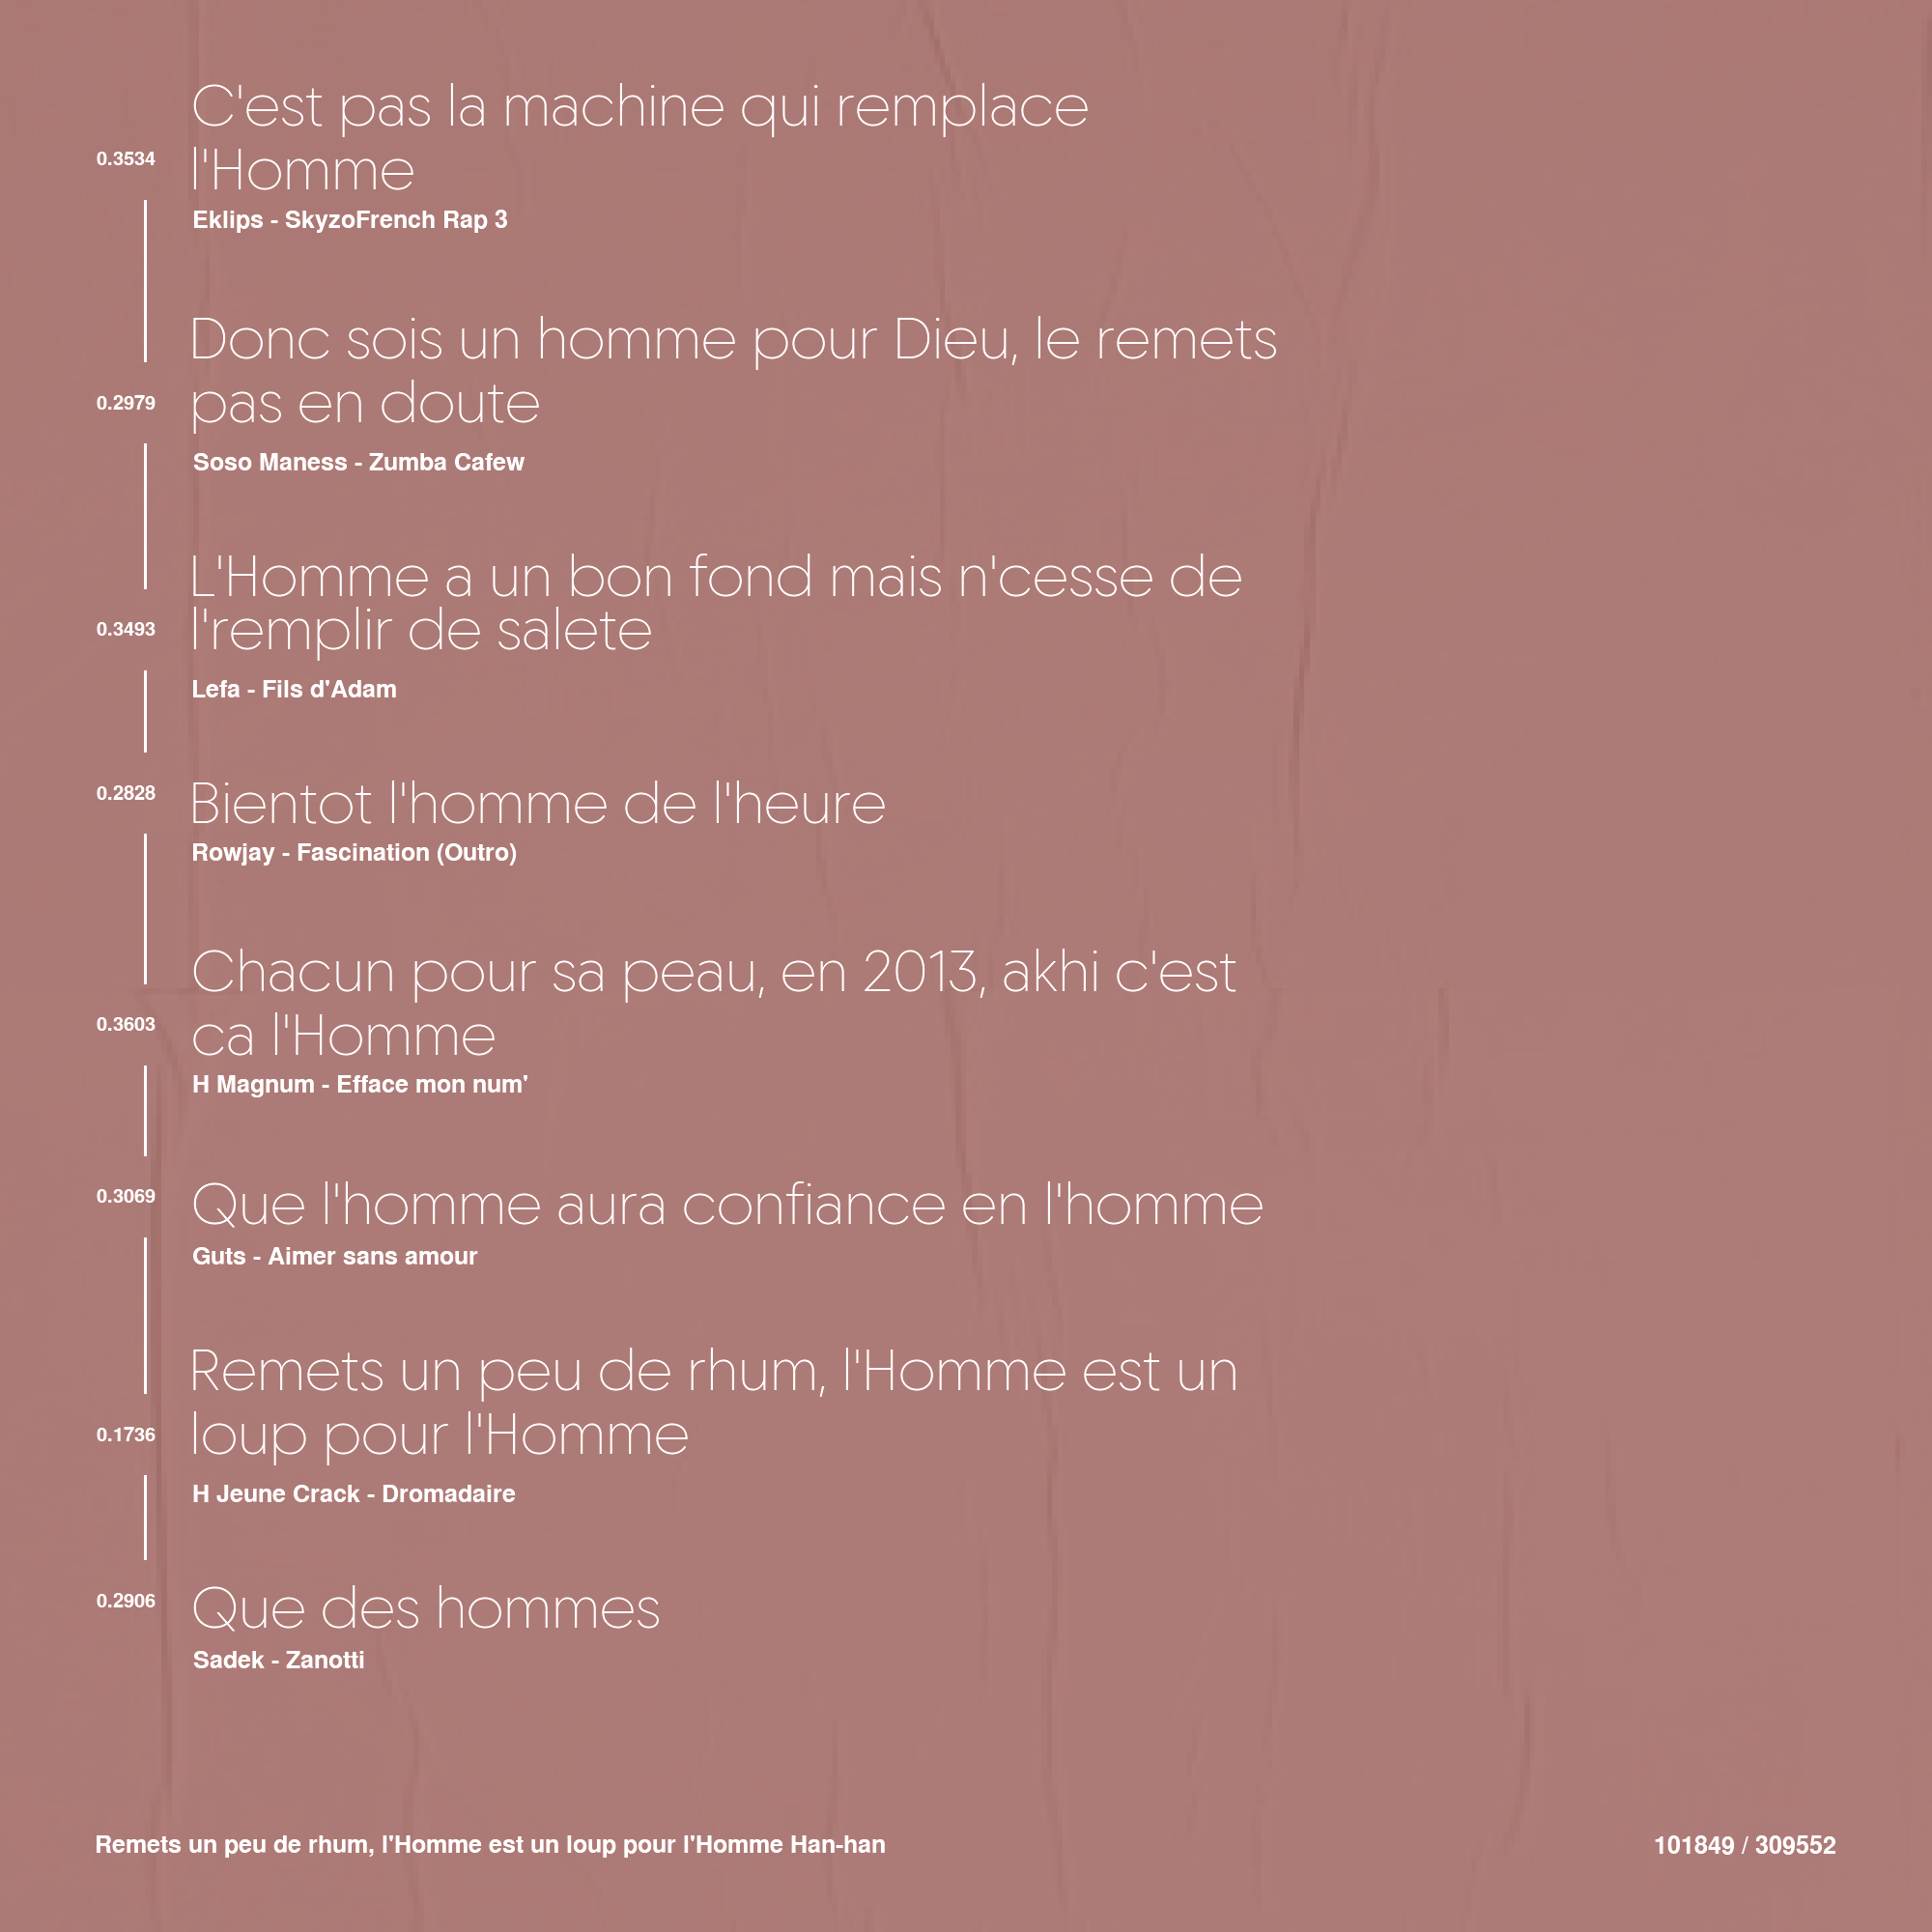 C'est pas la machine qui remplace
0.3534
l'Homme
Eklips - SkyzoFrench Rap 3
Donc sois un homme pour Dieu, le remets
0.2979
pas en doute
Soso Maness - Zumba Cafew
L'Homme a un bon fond mais n'cesse de
0.3493
l'remplir de salete
Lefa - Fils d'Adam
0.2828
Bientot l'homme de l'heure
Rowjay - Fascination (Outro)
Chacun pour sa peau, en 2013, akhi c'est
0.3603
ca l'Homme
H Magnum - Efface mon num'
0.3069
Que l'homme aura confiance en l'homme
Guts - Aimer sans amour
Remets un peu de rhum, l'Homme est un
0.1736
loup pour l'Homme
H Jeune Crack - Dromadaire
0.2906
Que des hommes
Sadek - Zanotti
Remets un peu de rhum, l'Homme est un loup pour l'Homme Han-han
101849 / 309552